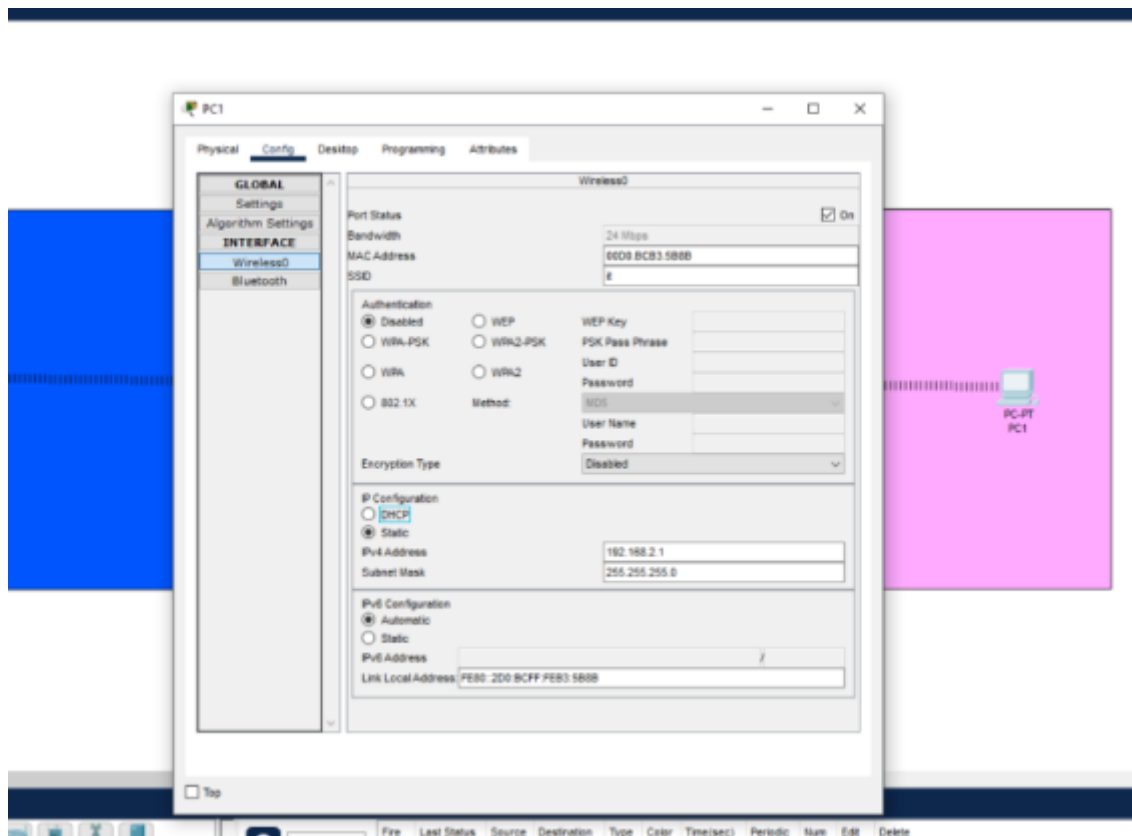 PC1
Physical Config Desktop Programming Attributes
GLOBAL
Settings
Algorithm Settings
INTERFACE
Wireless0
Bluetooth
Wireless0
Port Status On
Bandwidth 24 Mbps
MAC Address 00D0.BCB3.5B8B
SSID
Authentication
Disabled WEP WEP Key
WPA-PSK WPA2-PSK PSK Pass Phrase
User ID
WPA WPA2
Password
802.1X Method: MD5
User Name
Password
Encryption Type Disabled
IP Configuration
DHCP
Static
IPv4 Address 192.168.2.1
Subnet Mask 255.255.255.0
IPv6 Configuration
Automatic
Static
IPv6 Address /
Link Local Address: FE80::2D0:BCFF:FEB3:5B8B
PC-PT
PC1
Top
Fire Last Status Source Destination Type Color Time(sec) Periodic Num Edit Delete